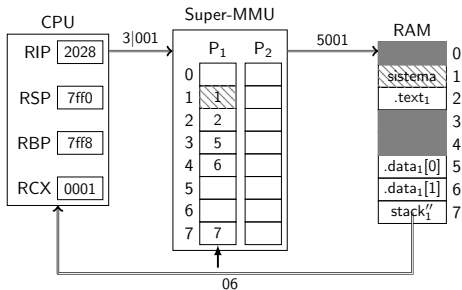 CPU
RIP 2028
RSP 7ff0
RBP 7ff8
RCX 0001
3|001
Super-MMU
P₁ P₂
0
1 1
2 2
3 5
4 6
5
6
7 7
5001
RAM
0
sistema 1
.text₁ 2
3
4
.data₁[0] 5
.data₁[1] 6
stack″₁ 7
06